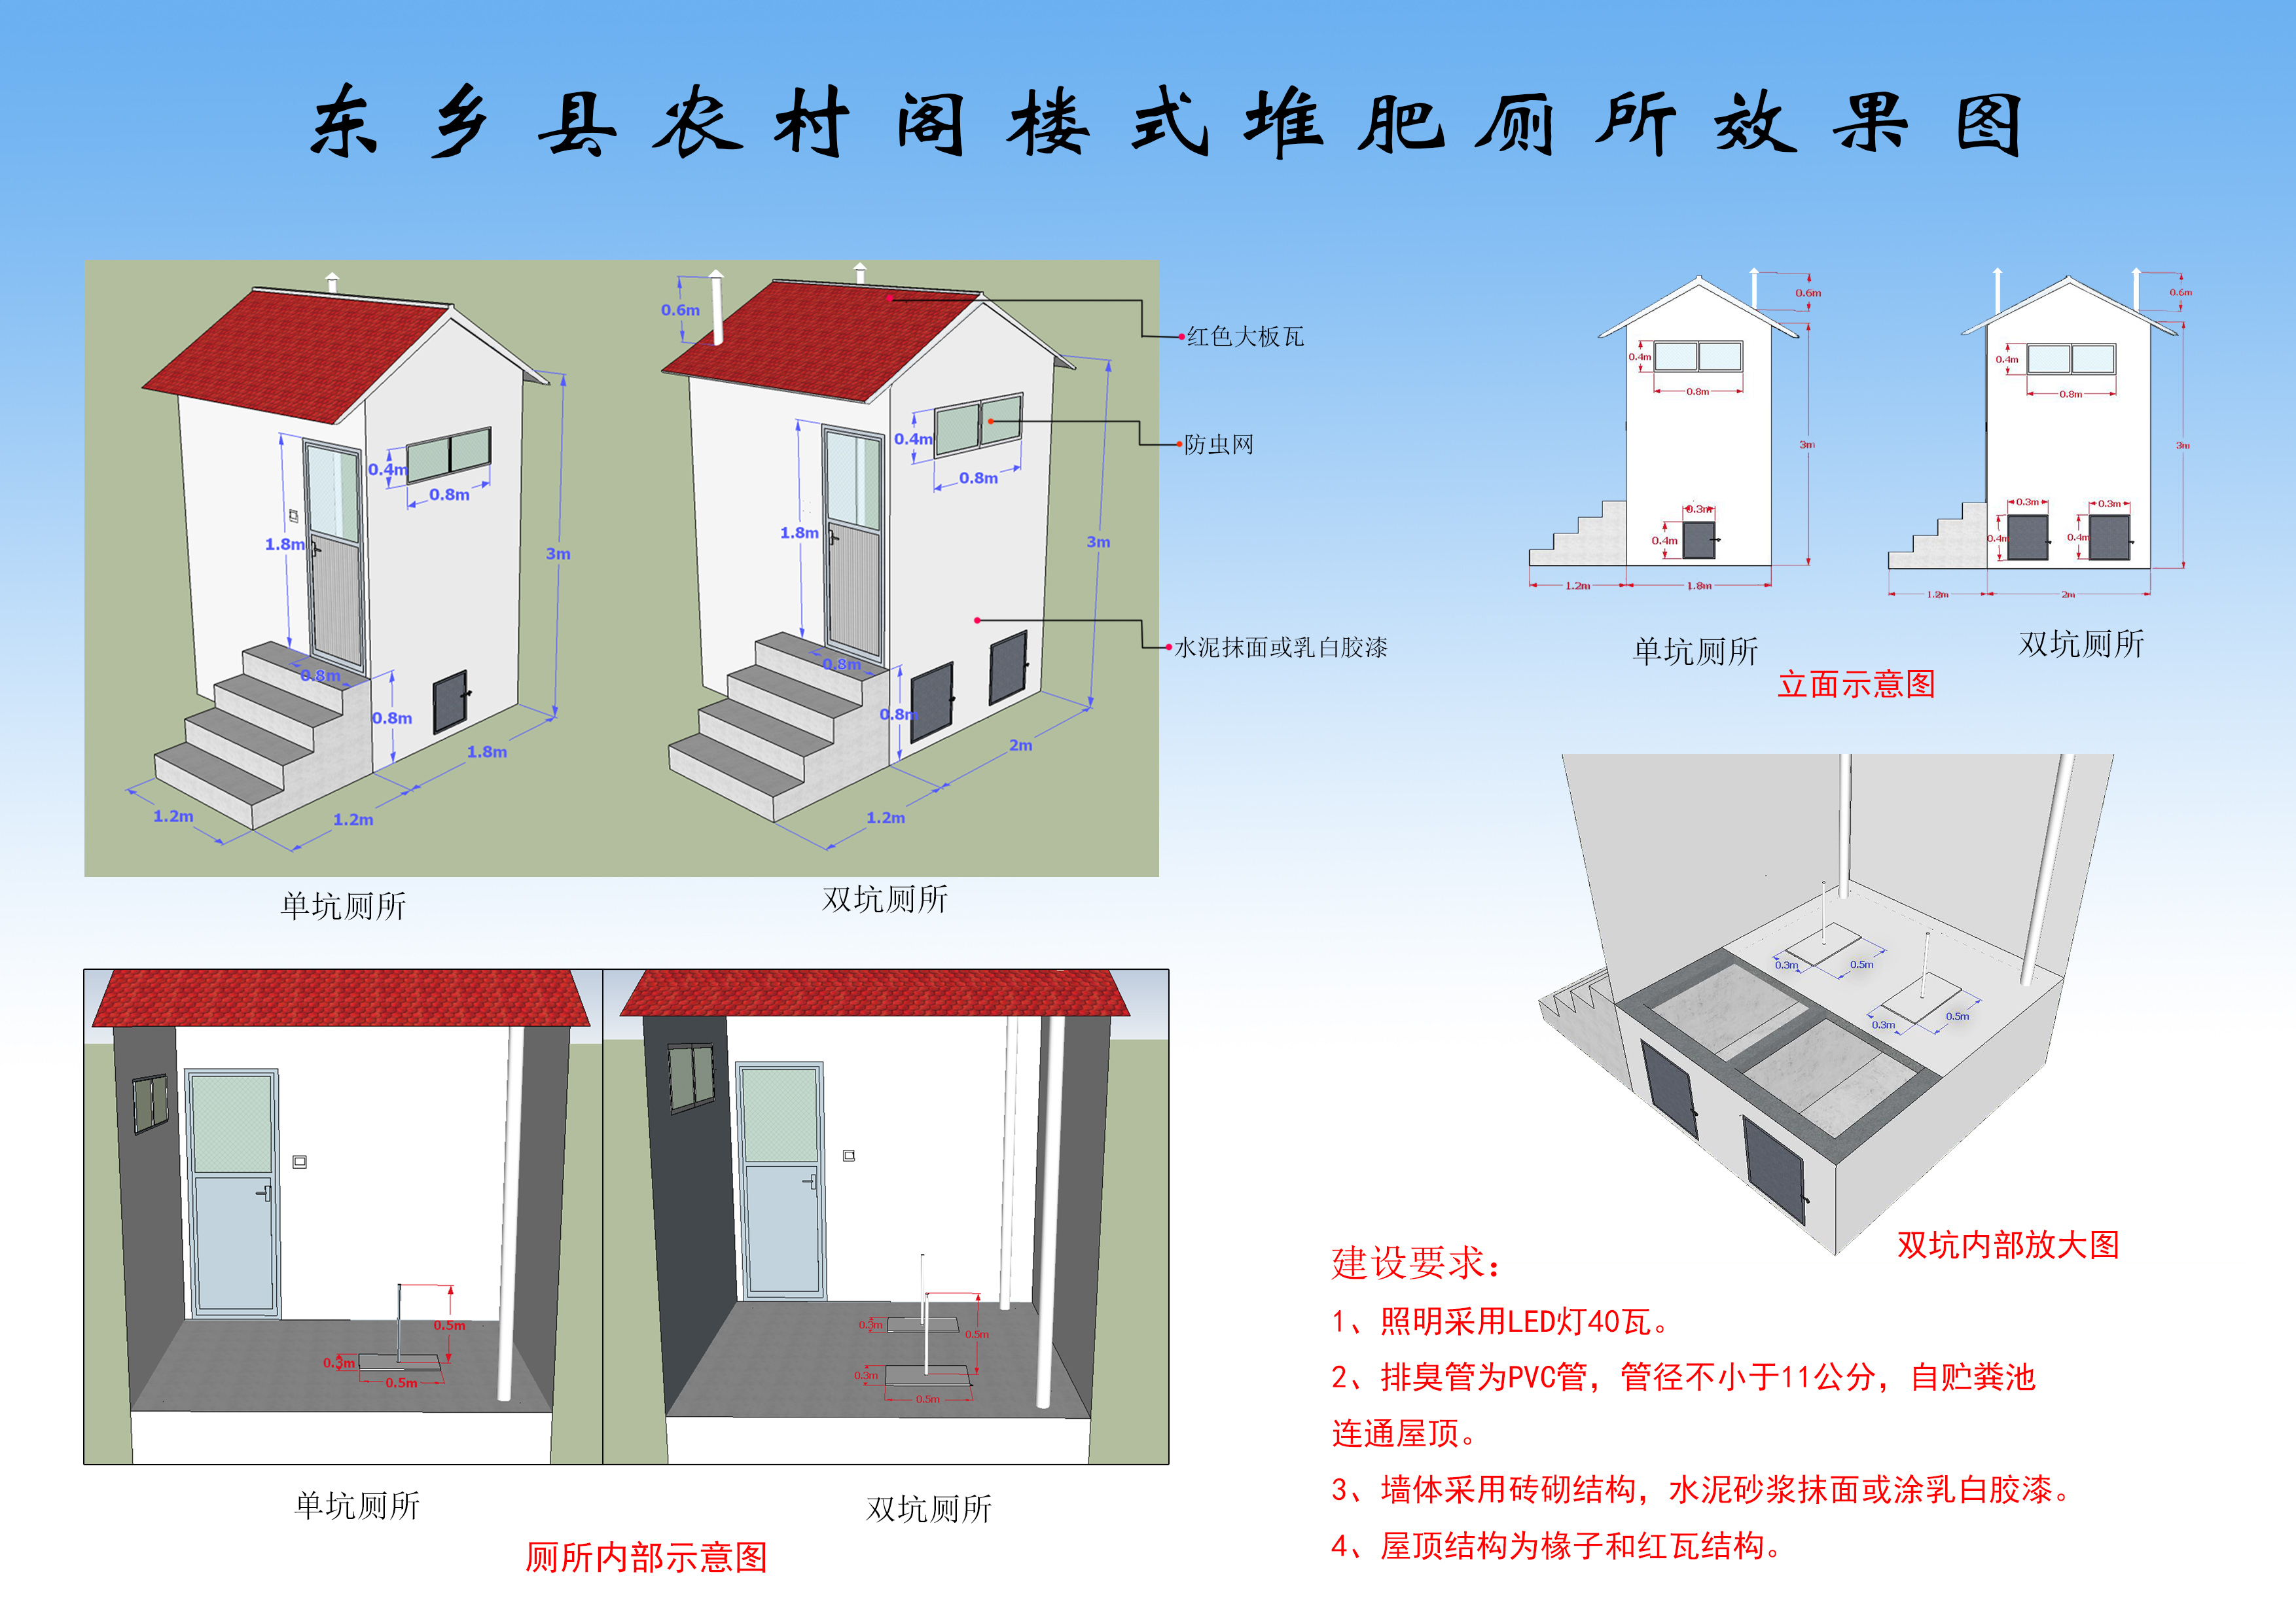 东乡县农村阁楼式堆肥厕所效果图
0.6m
红色大板瓦
防虫网
水泥抹面或乳白胶漆
1.8m
0.4m
0.8m
3m
0.8m
0.8m
1.8m
1.2m
1.2m
1.8m
0.4m
0.8m
3m
0.8m
0.8m
2m
1.2m
单坑厕所
双坑厕所
0.6m
0.4m
0.8m
3m
0.3m
0.4m
1.2m
1.8m
0.6m
0.4m
0.8m
3m
0.3m
0.3m
0.4m
0.4m
1.2m
2m
单坑厕所
双坑厕所
立面示意图
0.3m
0.5m
0.3m
0.5m
双坑内部放大图
0.5m
0.3m
0.5m
0.3m
0.5m
0.3m
0.5m
单坑厕所
双坑厕所
厕所内部示意图
建设要求：
1、照明采用LED灯40瓦。
2、排臭管为PVC管，管径不小于11公分，自贮粪池
连通屋顶。
3、墙体采用砖砌结构，水泥砂浆抹面或涂乳白胶漆。
4、屋顶结构为椽子和红瓦结构。